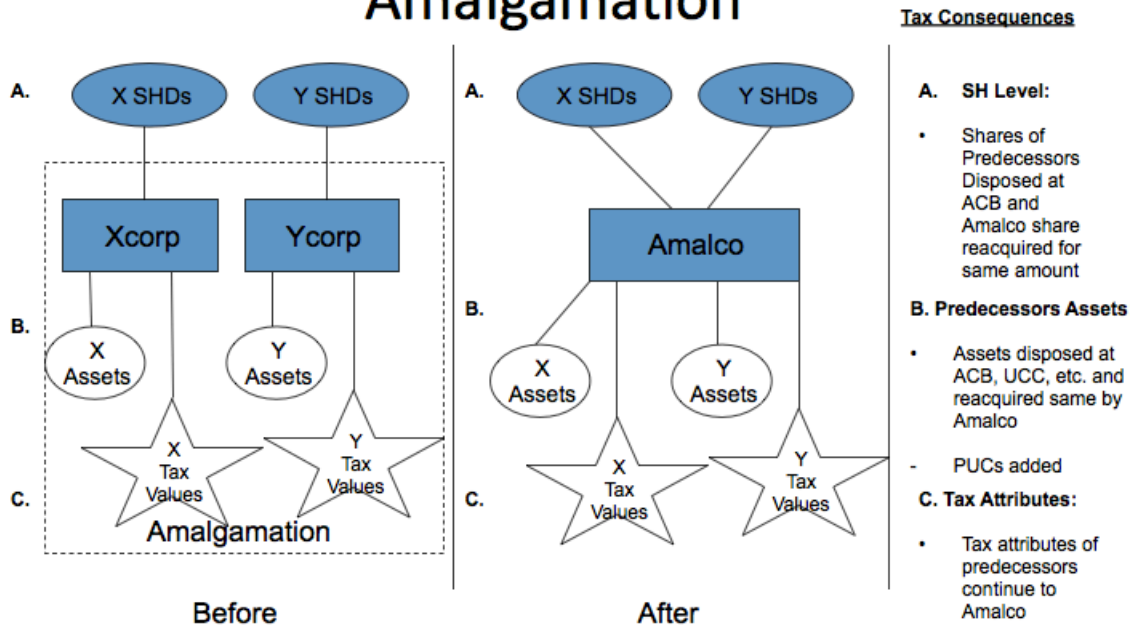 Amalgamation
Tax Consequences
A.
X SHDs
Y SHDs
Xcorp
Ycorp
B.
X
Assets
Y
Assets
X
Tax
Values
Y
Tax
Values
C.
Amalgamation
Before
A.
X SHDs
Y SHDs
Amalco
B.
X
Assets
Y
Assets
X
Tax
Values
Y
Tax
Values
C.
After
A. SH Level:
• Shares of
Predecessors
Disposed at
ACB and
Amalco share
reacquired for
same amount
B. Predecessors Assets
• Assets disposed at
ACB, UCC, etc. and
reacquired same by
Amalco
- PUCs added
C. Tax Attributes:
• Tax attributes of
predecessors
continue to
Amalco